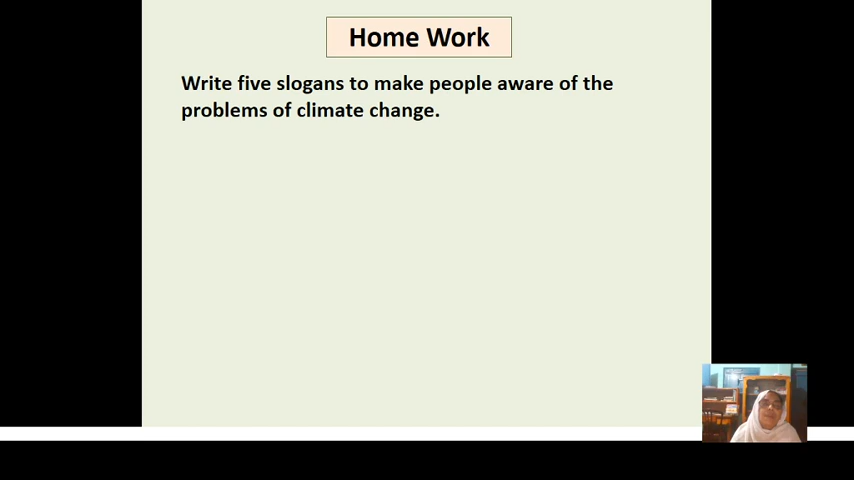 Home Work
Write five slogans to make people aware of the
problems of climate change.